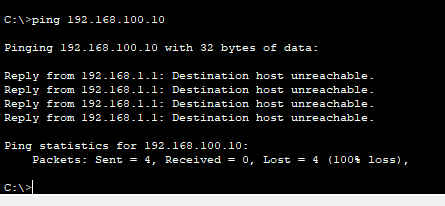 C:\>ping 192.168.100.10
Pinging 192.168.100.10 with 32 bytes of data:
Reply from 192.168.1.1: Destination host unreachable.
Reply from 192.168.1.1: Destination host unreachable.
Reply from 192.168.1.1: Destination host unreachable.
Reply from 192.168.1.1: Destination host unreachable.
Ping statistics for 192.168.100.10:
    Packets: Sent = 4, Received = 0, Lost = 4 (100% loss),
C:\>